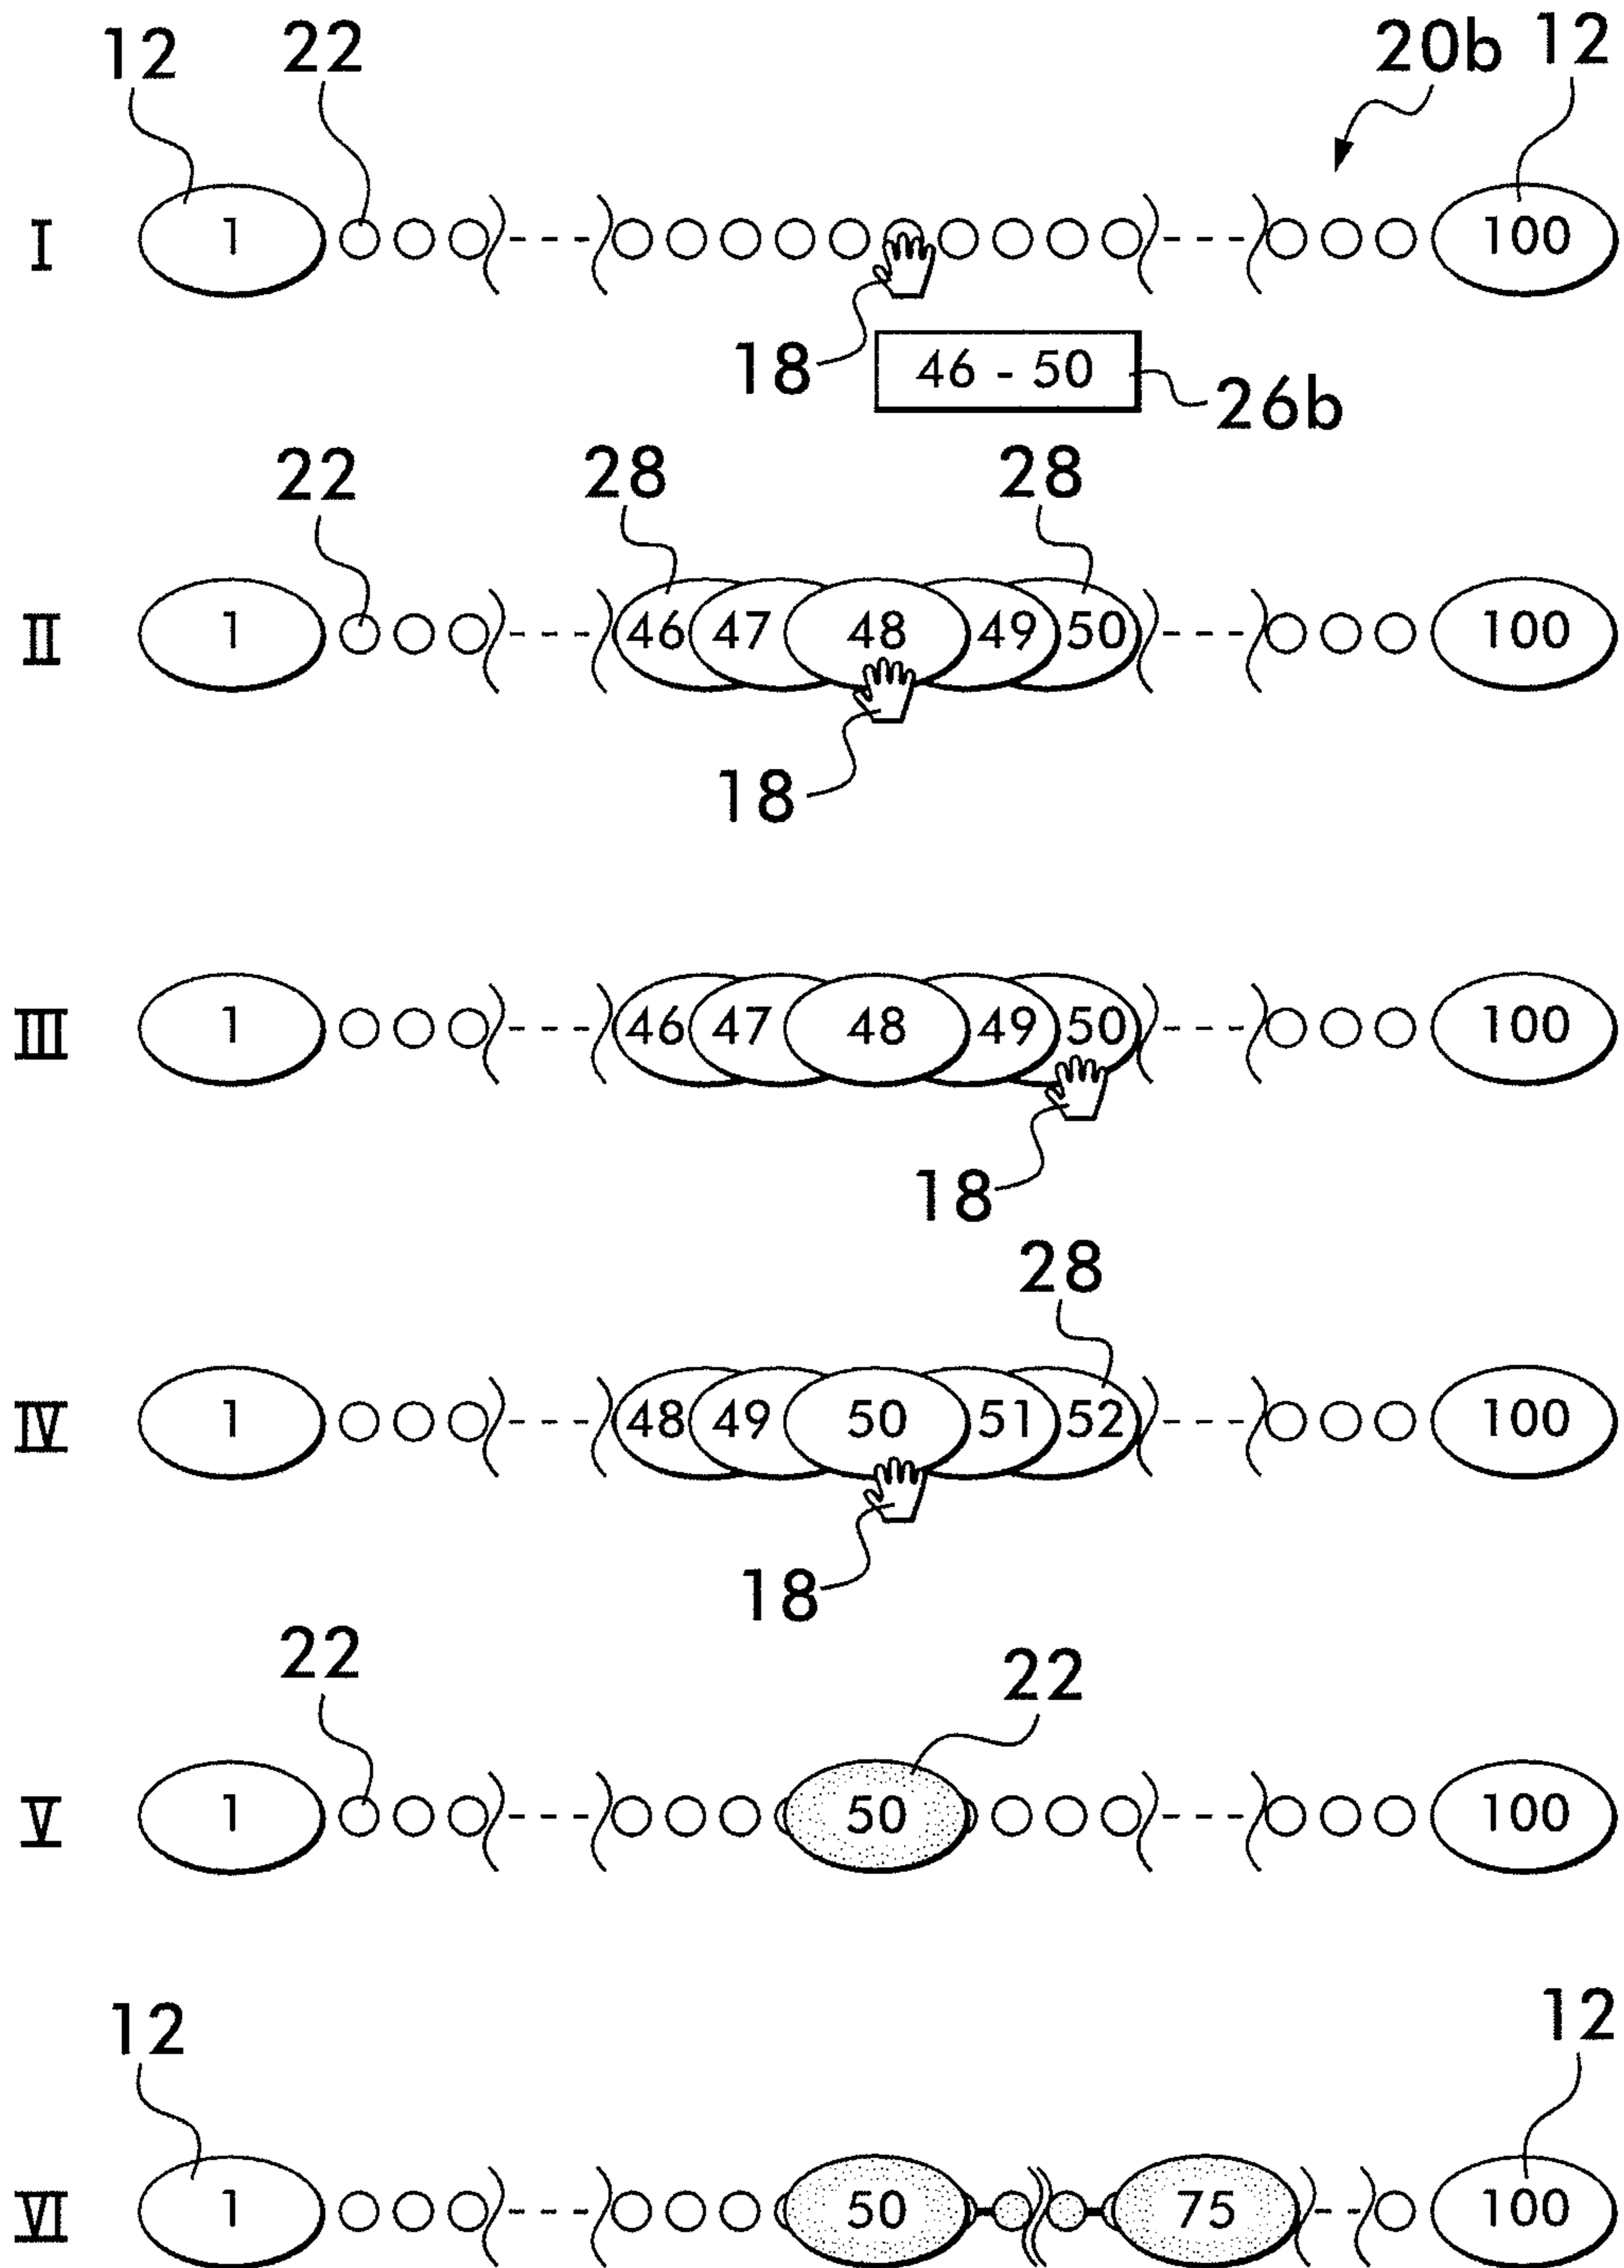 12 22 20b 12
I 1 100
18 46 - 50 26b
22 28 28
II 1 46 47 48 49 50 100
18
III 1 46 47 48 49 50 100
18
28
IV 1 48 49 50 51 52 100
18
22 22
V 1 50 100
12 12
VI 1 50 75 100